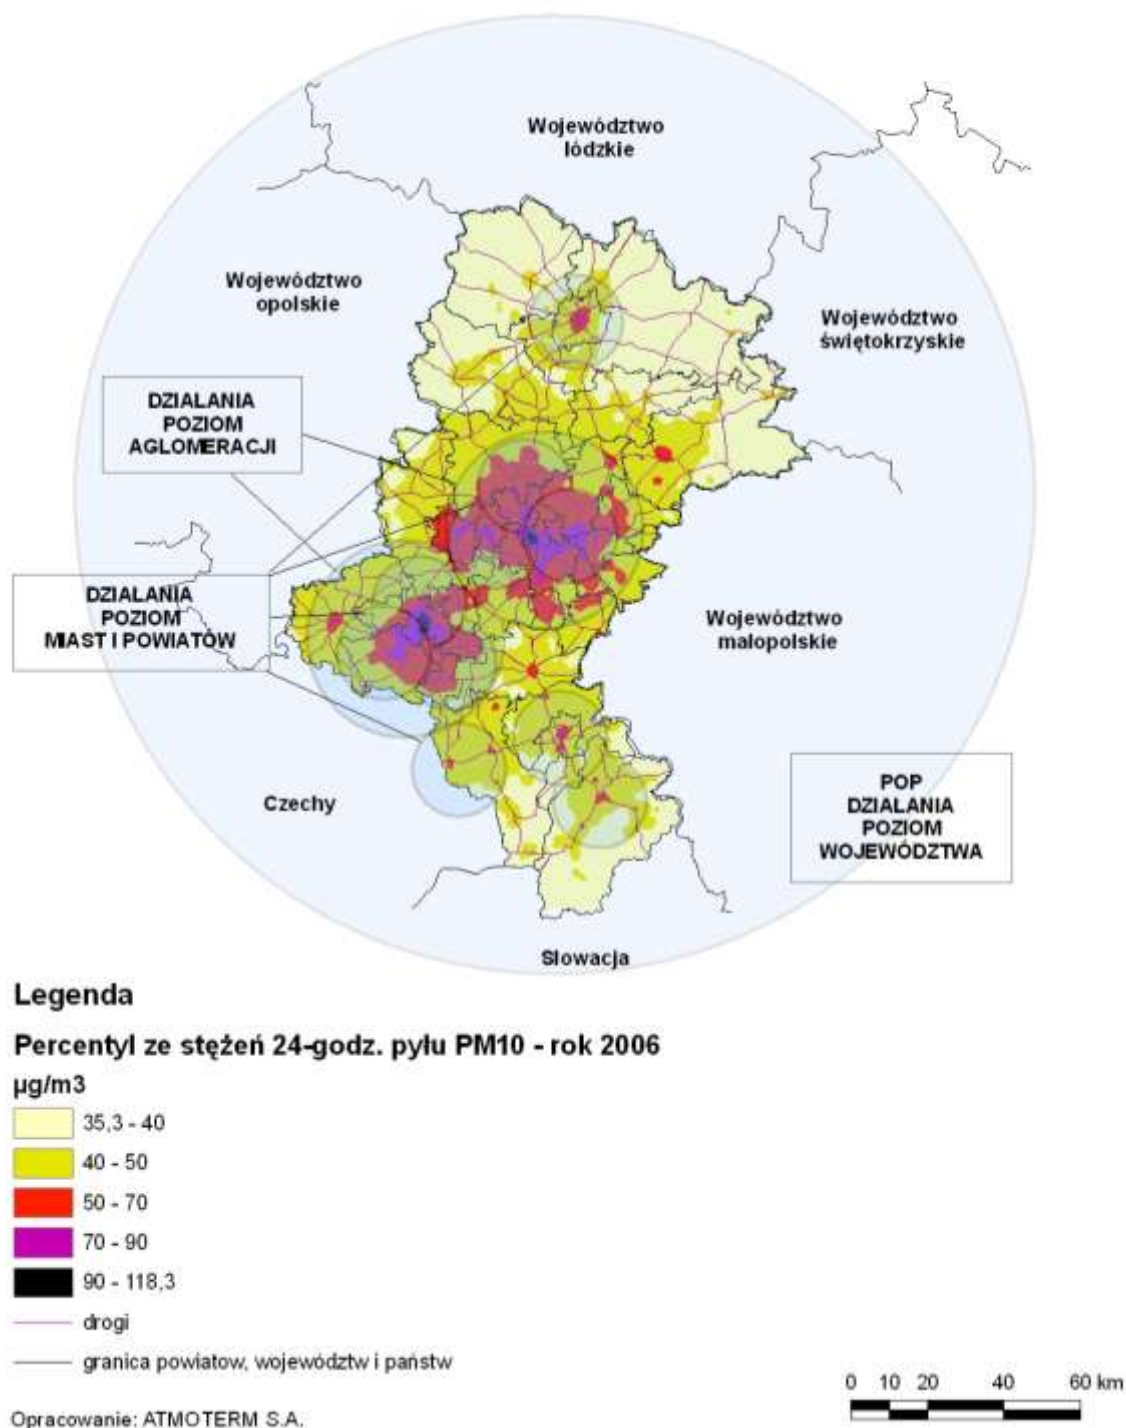 Województwo
łódzkie
Województwo
opolskie
Województwo
świętokrzyskie
DZIALANIA
POZIOM
AGLOMERACJI
DZIALANIA
POZIOM
MIAST I POWIATÓW
Województwo
malopolskie
Czechy
POP
DZIALANIA
POZIOM
WOJEWÓDZTWA
Slowacja
Legenda
Percentyl ze stężeń 24-godz. pyłu PM10 - rok 2006
µg/m3
35,3 - 40
40 - 50
50 - 70
70 - 90
90 - 118,3
drogi
granica powiatow, województw i państw
0 10 20 40 60 km
Opracowanie: ATMOTERM S.A.